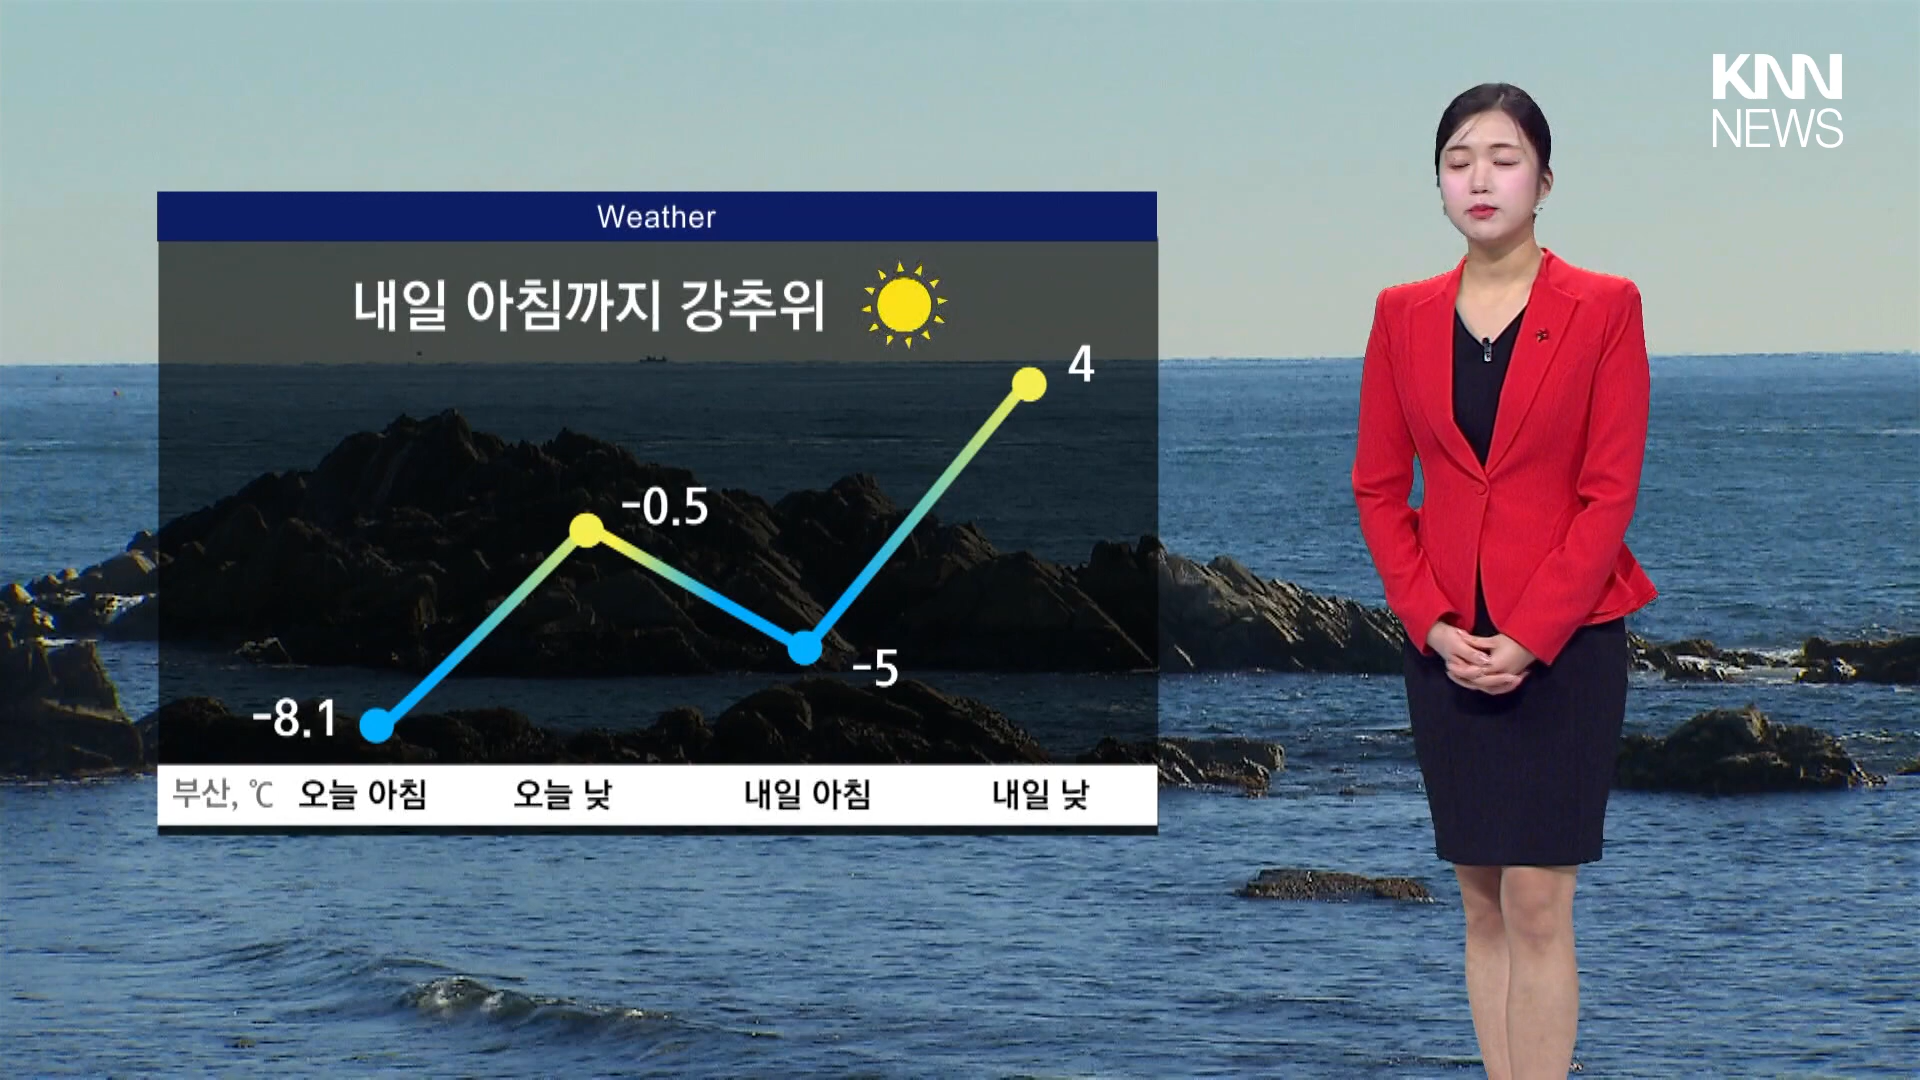 KNN
NEWS
Weather
내일 아침까지 강추위
4
-0.5
-5
-8.1
부산, ℃ 오늘 아침 오늘 낮 내일 아침 내일 낮